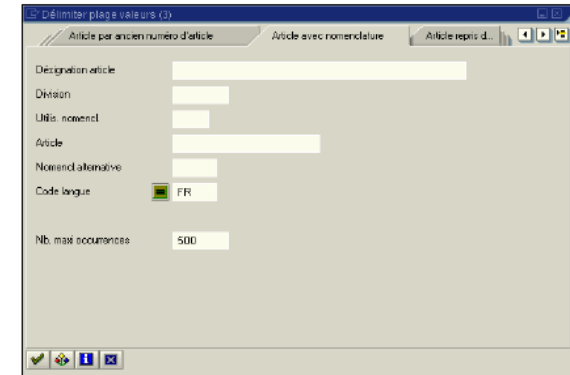 Délimiter plage valeurs (3)
Article par ancien numéro d'article Article avec nomenclature Article repris d...
Désignation article
Division
Utilis. nomencl.
Article
Nomencl alternative
Code langue = FR
Nb. maxi occurrences 500